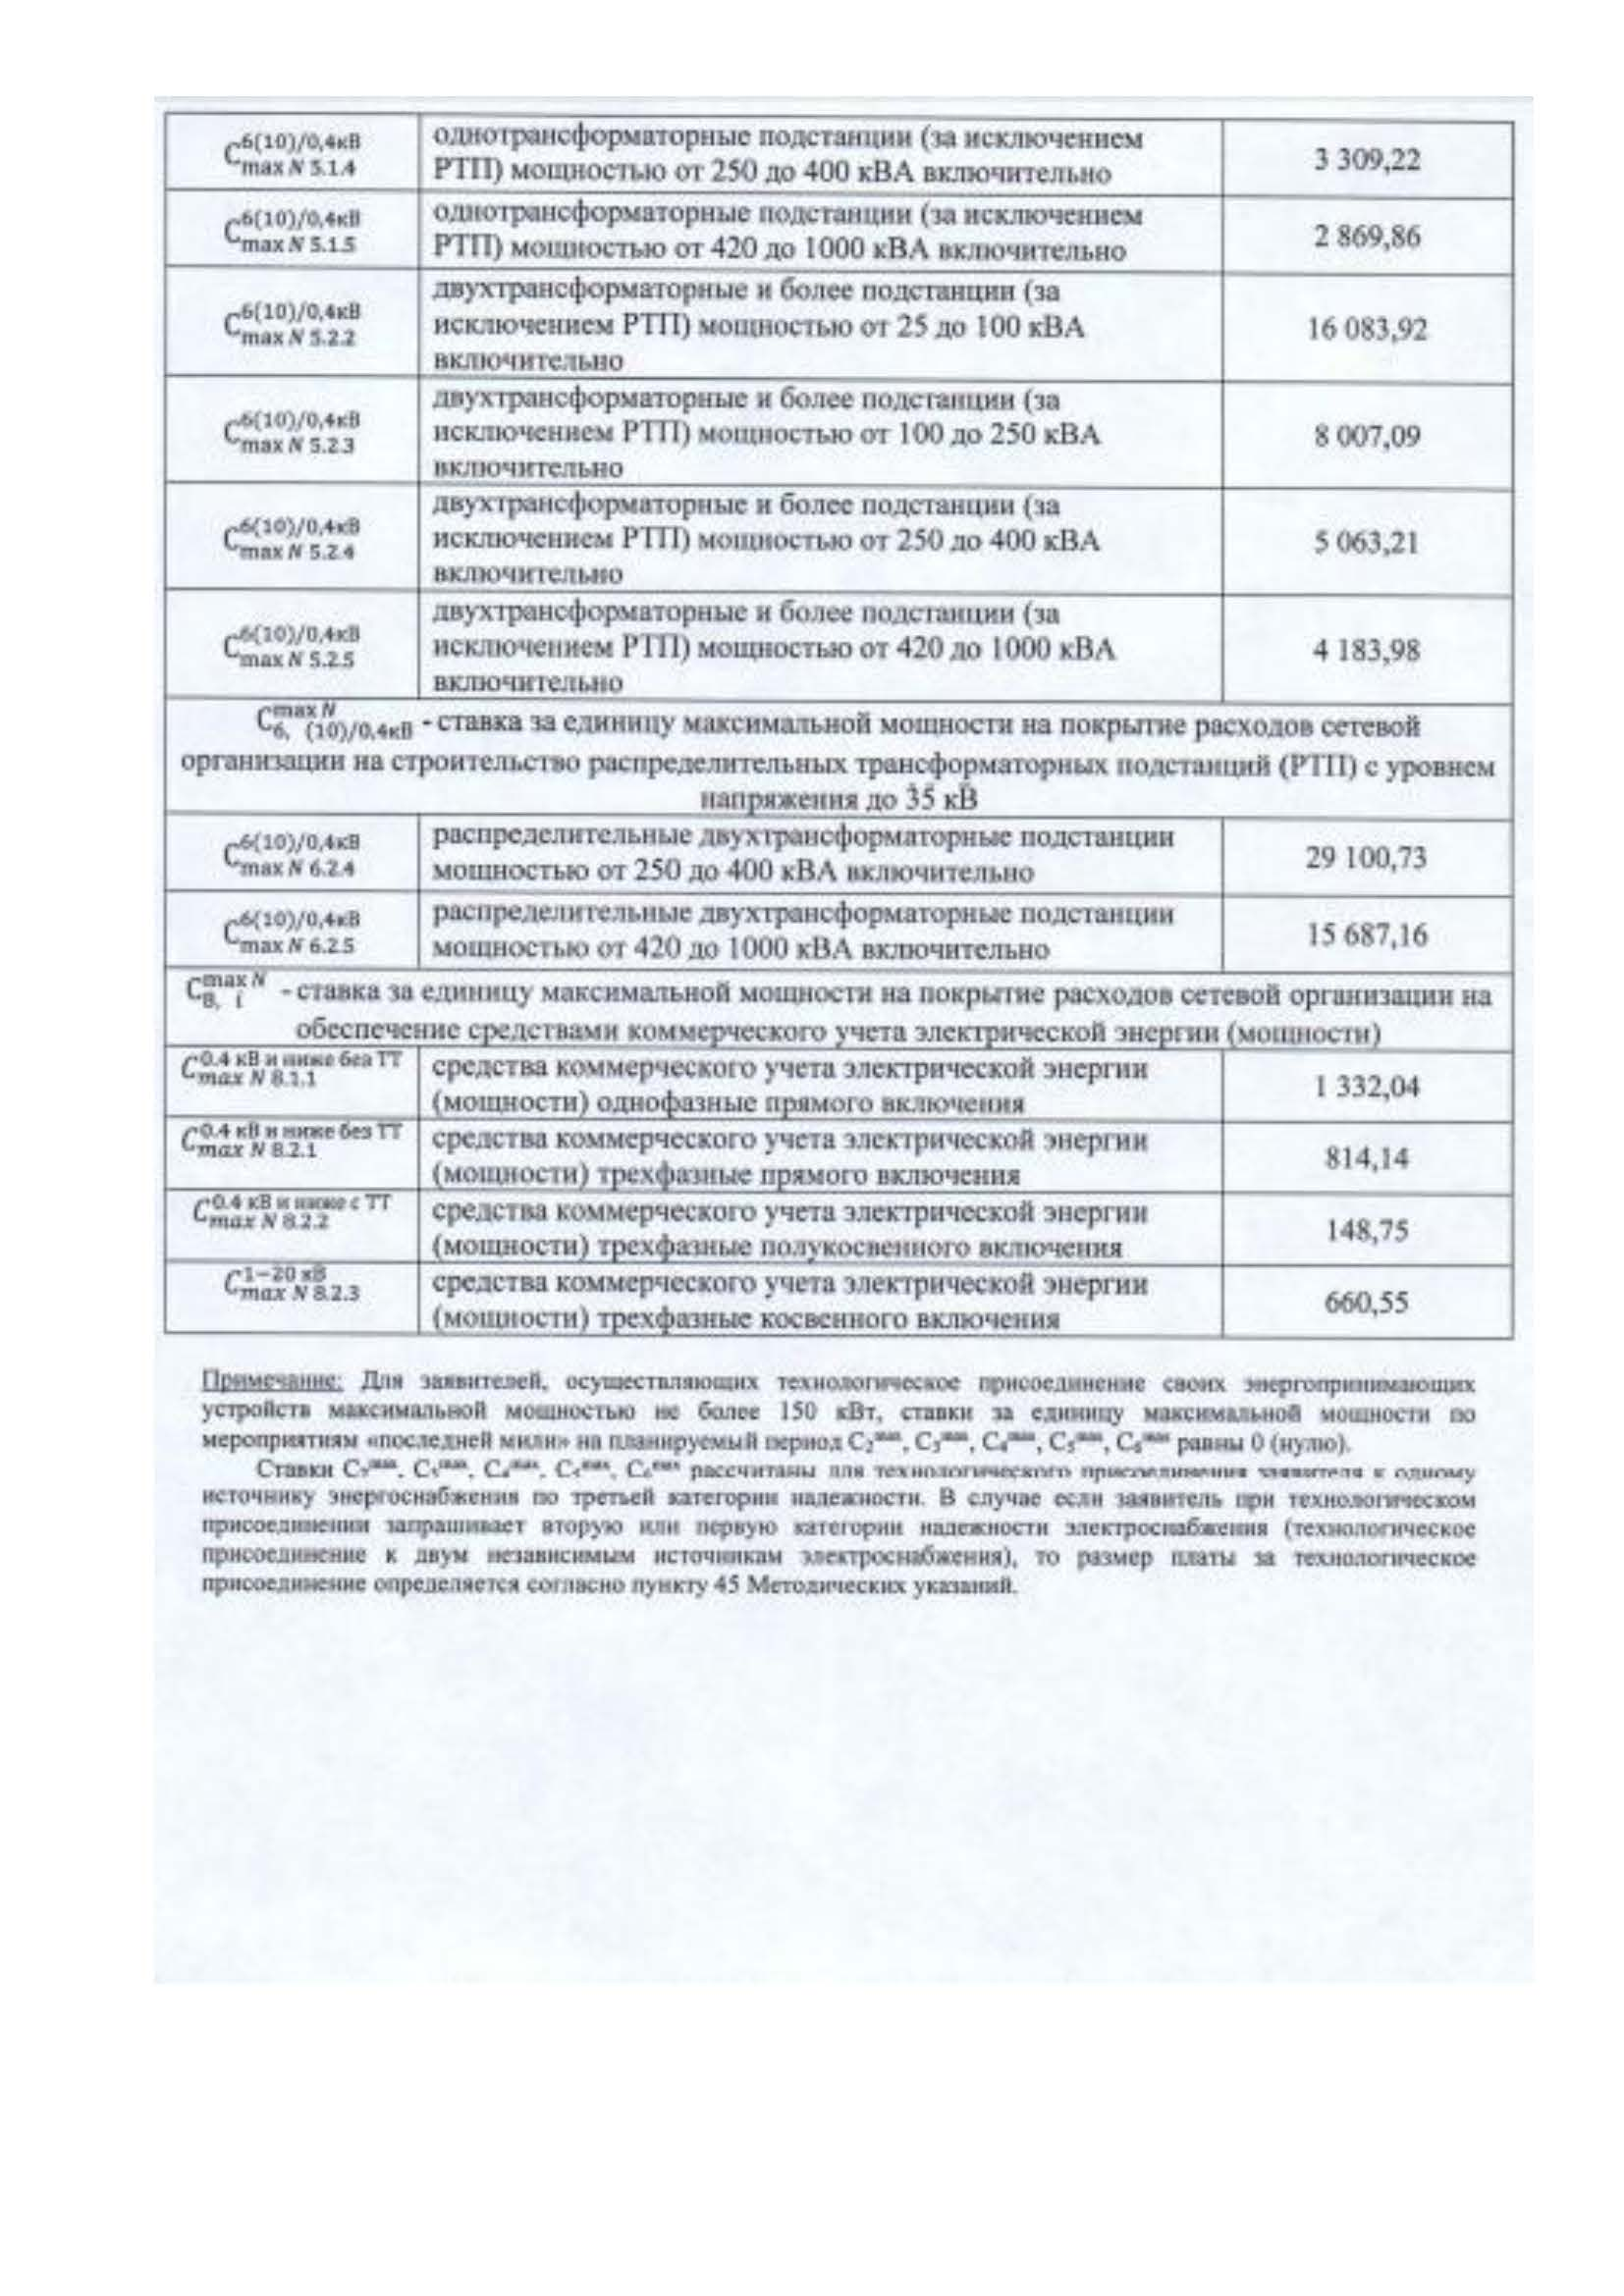 C 6(10)/0,4кВ max N 5.1.4
однотрансформаторные подстанции (за исключением
РТП) мощностью от 250 до 400 кВА включительно
3 309,22
C 6(10)/0,4кВ max N 5.1.5
однотрансформаторные подстанции (за исключением
РТП) мощностью от 420 до 1000 кВА включительно
2 869,86
C 6(10)/0,4кВ max N 5.2.2
двухтрансформаторные и более подстанции (за
исключением РТП) мощностью от 25 до 100 кВА
включительно
16 083,92
C 6(10)/0,4кВ max N 5.2.3
двухтрансформаторные и более подстанции (за
исключением РТП) мощностью от 100 до 250 кВА
включительно
8 007,09
C 6(10)/0,4кВ max N 5.2.4
двухтрансформаторные и более подстанции (за
исключением РТП) мощностью от 250 до 400 кВА
включительно
5 063,21
C 6(10)/0,4кВ max N 5.2.5
двухтрансформаторные и более подстанции (за
исключением РТП) мощностью от 420 до 1000 кВА
включительно
4 183,98
C max N 6, (10)/0,4кВ - ставка за единицу максимальной мощности на покрытие расходов сетевой
организации на строительство распределительных трансформаторных подстанций (РТП) с уровнем
напряжения до 35 кВ
C 6(10)/0,4кВ max N 6.2.4
распределительные двухтрансформаторные подстанции
мощностью от 250 до 400 кВА включительно
29 100,73
C 6(10)/0,4кВ max N 6.2.5
распределительные двухтрансформаторные подстанции
мощностью от 420 до 1000 кВА включительно
15 687,16
C max N 8, i - ставка за единицу максимальной мощности на покрытие расходов сетевой организации на
обеспечение средствами коммерческого учета электрической энергии (мощности)
C 0.4 кВ и ниже без ТТ max N 8.1.1
средства коммерческого учета электрической энергии
(мощности) однофазные прямого включения
1 332,04
C 0.4 кВ и ниже без ТТ max N 8.2.1
средства коммерческого учета электрической энергии
(мощности) трехфазные прямого включения
814,14
C 0.4 кВ и ниже с ТТ max N 8.2.2
средства коммерческого учета электрической энергии
(мощности) трехфазные полукосвенного включения
148,75
C 1−20 кВ max N 8.2.3
средства коммерческого учета электрической энергии
(мощности) трехфазные косвенного включения
660,55
Примечание: Для заявителей, осуществляющих технологическое присоединение своих энергопринимающих
устройств максимальной мощностью не более 150 кВт, ставки за единицу максимальной мощности по
мероприятиям «последней мили» на планируемый период C₂ᵐᵃˣ, C₃ᵐᵃˣ, C₄ᵐᵃˣ, C₅ᵐᵃˣ, C₆ᵐᵃˣ равны 0 (нулю).
Ставки C₂ᵐᵃˣ, C₃ᵐᵃˣ, C₄ᵐᵃˣ, C₅ᵐᵃˣ, C₆ᵐᵃˣ рассчитаны для технологического присоединения заявителя к одному
источнику энергоснабжения по третьей категории надежности. В случае если заявитель при технологическом
присоединении запрашивает вторую или первую категории надежности электроснабжения (технологическое
присоединение к двум независимым источникам электроснабжения), то размер платы за технологическое
присоединение определяется согласно пункту 45 Методических указаний.